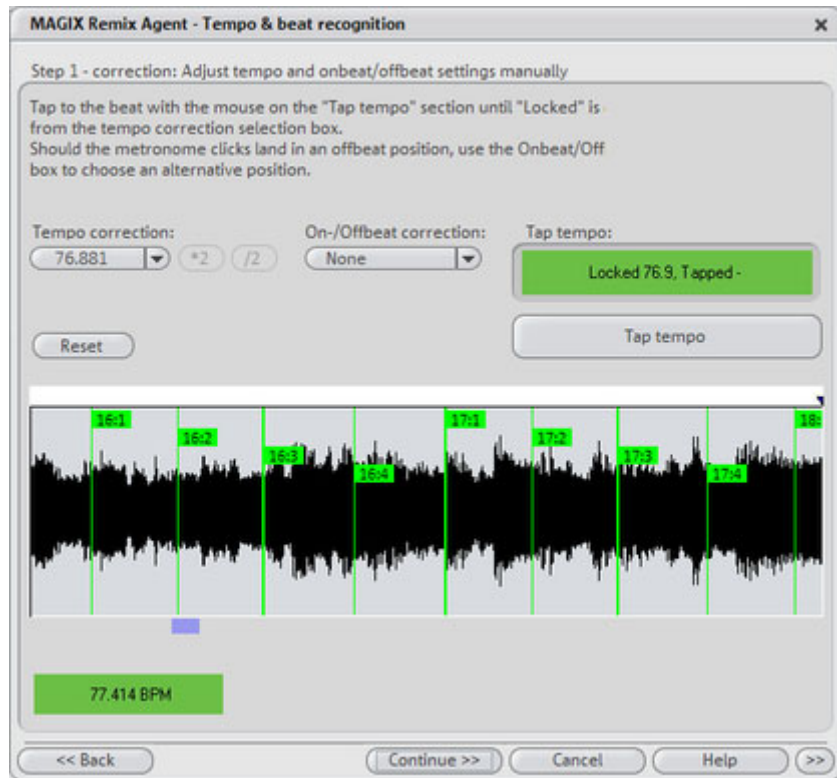 MAGIX Remix Agent - Tempo & beat recognition
Step 1 - correction: Adjust tempo and onbeat/offbeat settings manually
Tap to the beat with the mouse on the "Tap tempo" section until "Locked" is
from the tempo correction selection box.
Should the metronome clicks land in an offbeat position, use the Onbeat/Off
box to choose an alternative position.
Tempo correction: On-/Offbeat correction: Tap tempo:
76.881 *2 /2 None Locked 76.9, Tapped -
Reset Tap tempo
16:1 17:1 18:
16:2 17:2
16:3 17:3
16:4 17:4
77.414 BPM
<< Back Continue >> Cancel Help >>